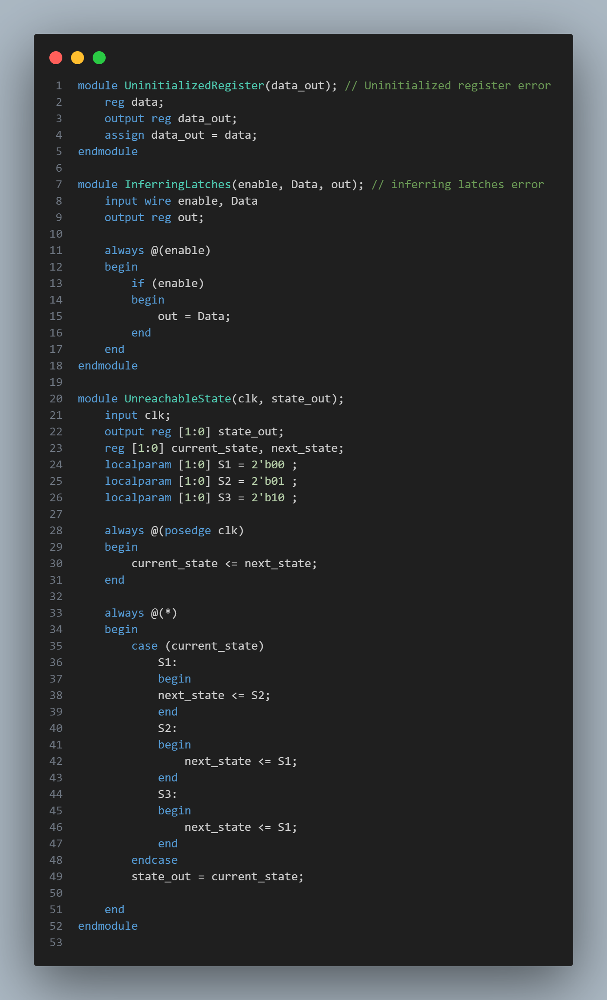 1 module UninitializedRegister(data_out); // Uninitialized register error
2     reg data;
3     output reg data_out;
4     assign data_out = data;
5 endmodule
6
7 module InferringLatches(enable, Data, out); // inferring latches error
8     input wire enable, Data
9     output reg out;
10
11     always @(enable)
12     begin
13         if (enable)
14         begin
15             out = Data;
16         end
17     end
18 endmodule
19
20 module UnreachableState(clk, state_out);
21     input clk;
22     output reg [1:0] state_out;
23     reg [1:0] current_state, next_state;
24     localparam [1:0] S1 = 2'b00 ;
25     localparam [1:0] S2 = 2'b01 ;
26     localparam [1:0] S3 = 2'b10 ;
27
28     always @(posedge clk)
29     begin
30         current_state <= next_state;
31     end
32
33     always @(*)
34     begin
35         case (current_state)
36             S1:
37             begin
38             next_state <= S2;
39             end
40             S2:
41             begin
42                 next_state <= S1;
43             end
44             S3:
45             begin
46                 next_state <= S1;
47             end
48         endcase
49         state_out = current_state;
50
51     end
52 endmodule
53